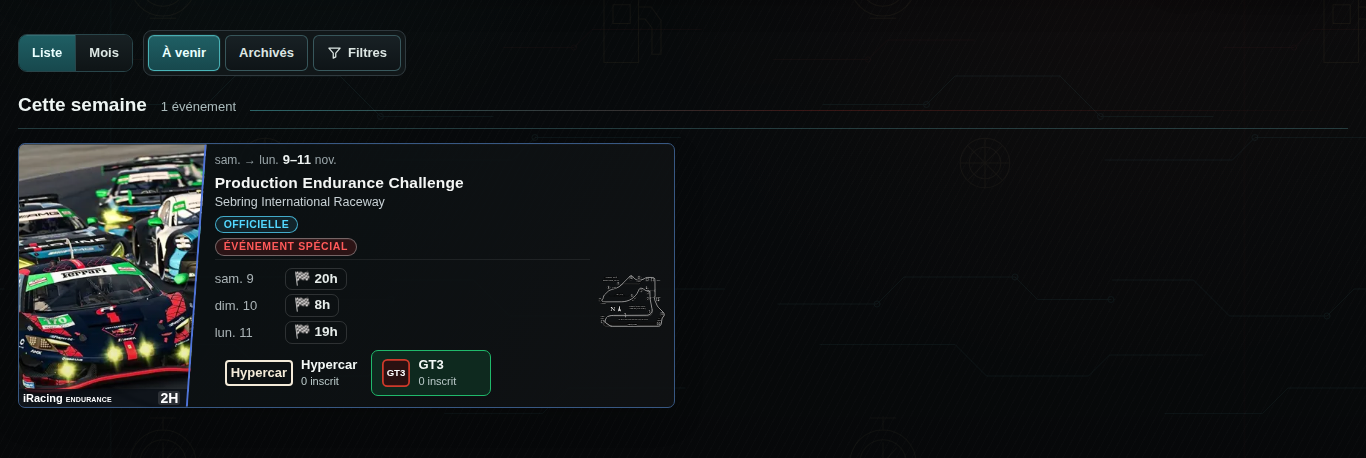 Liste Mois À venir Archivés Filtres
Cette semaine 1 événement
sam. → lun. 9–11 nov.
Production Endurance Challenge
Sebring International Raceway
OFFICIELLE
ÉVÉNEMENT SPÉCIAL
sam. 9 20h
dim. 10 8h
lun. 11 19h
Hypercar Hypercar
0 inscrit
GT3 GT3
0 inscrit
Ferrari
170
iRacing ENDURANCE 2H
N